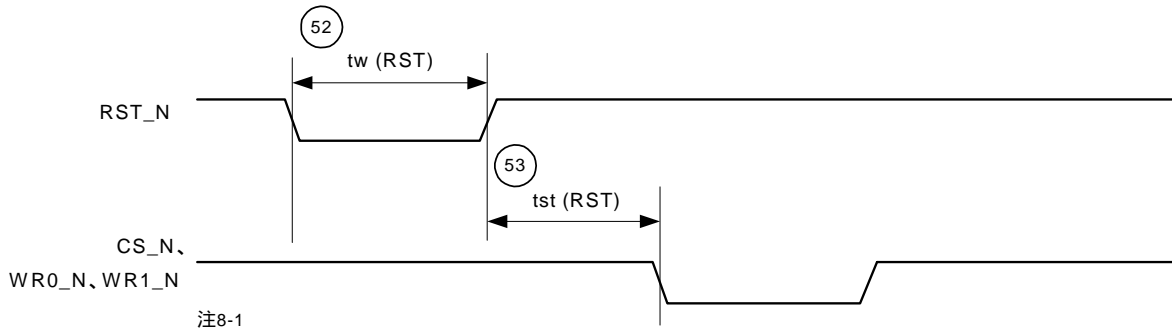 52
tw (RST)
RST_N
53
tst (RST)
CS_N、
WR0_N、WR1_N
注8-1